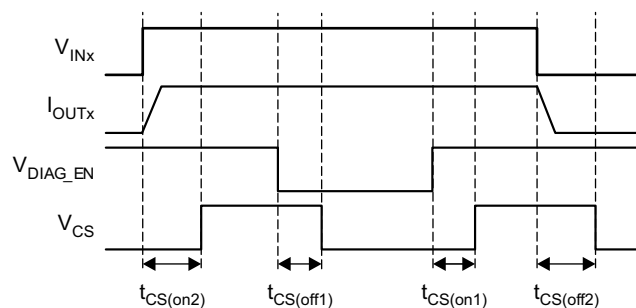 V_INx
I_OUTx
V_DIAG_EN
V_CS
t_CS(on2) t_CS(off1) t_CS(on1) t_CS(off2)